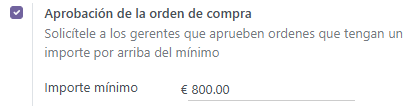 Aprobación de la orden de compra
Solicítele a los gerentes que aprueben ordenes que tengan un
importe por arriba del mínimo
Importe mínimo € 800.00